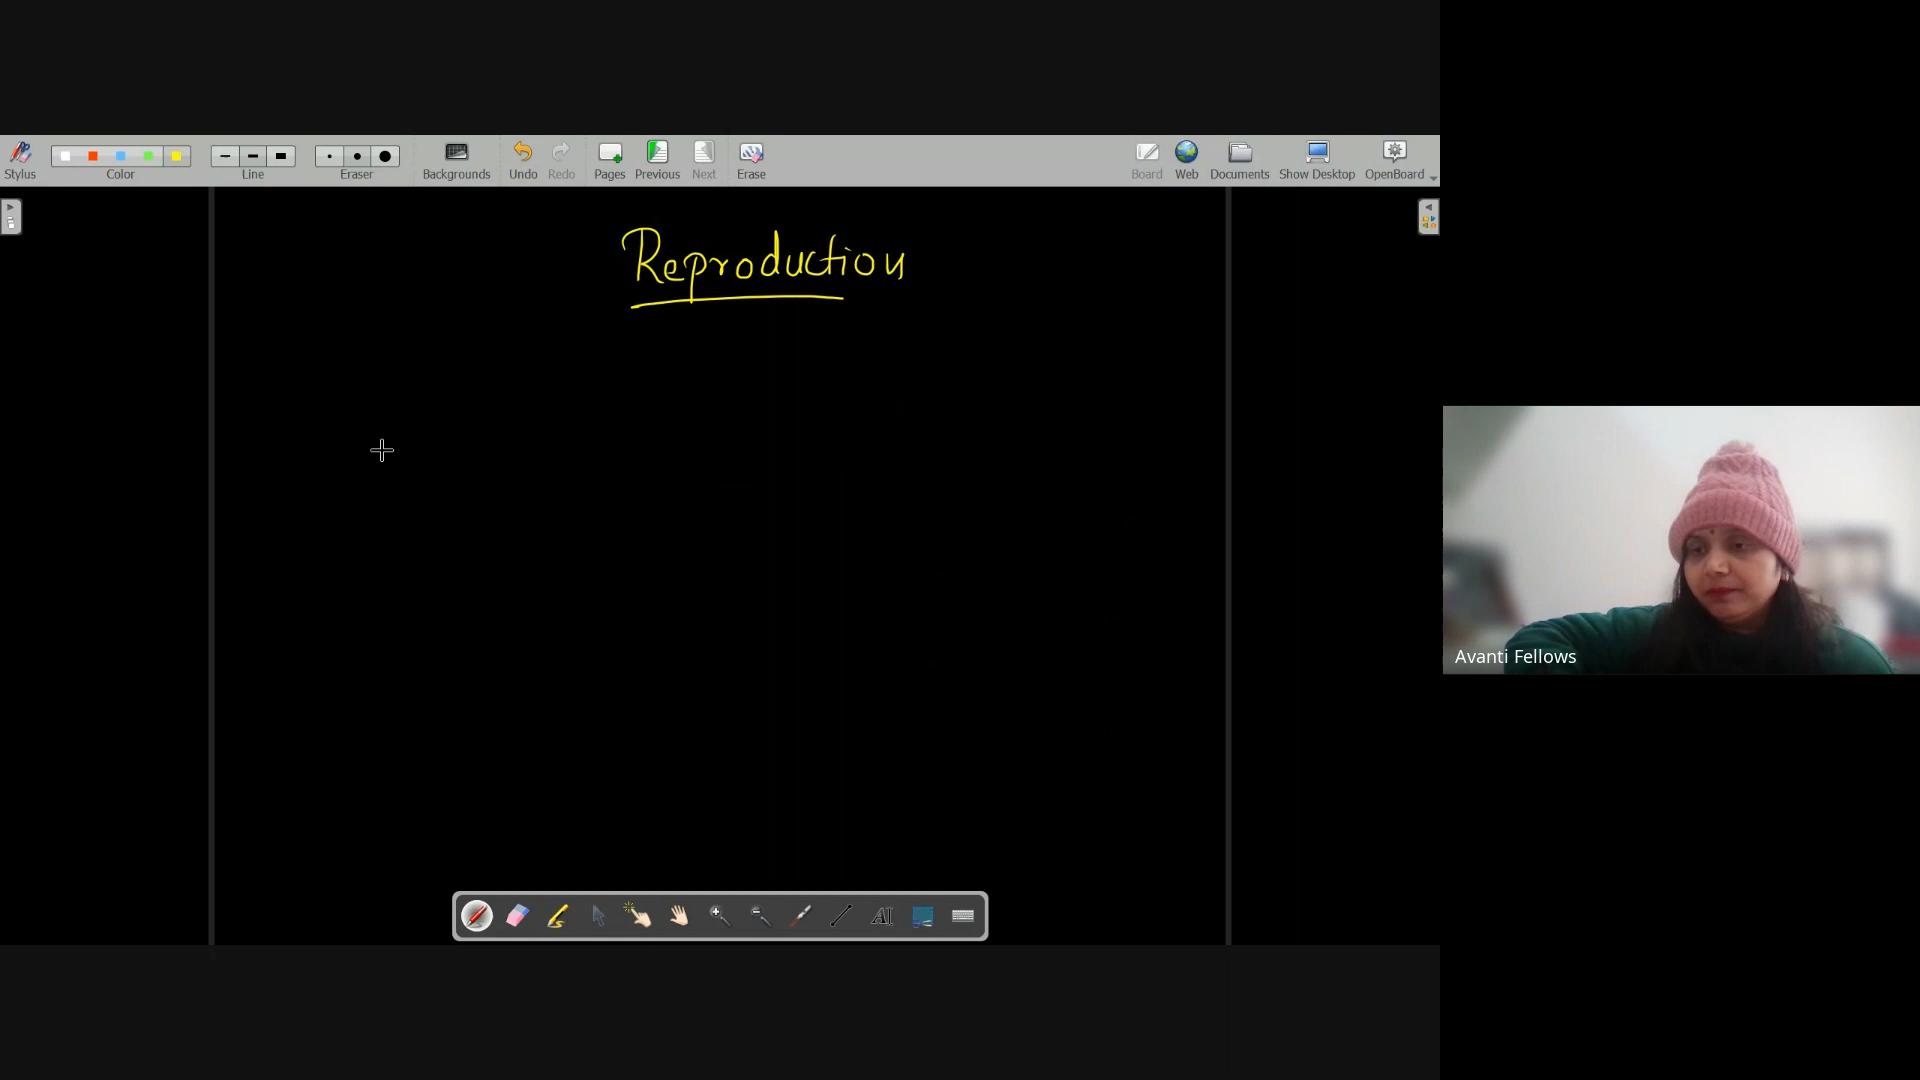 Stylus Color Line Eraser Backgrounds Undo Redo Pages Previous Next Erase Board Web Documents Show Desktop OpenBoard
Reproduction
Avanti Fellows
AI